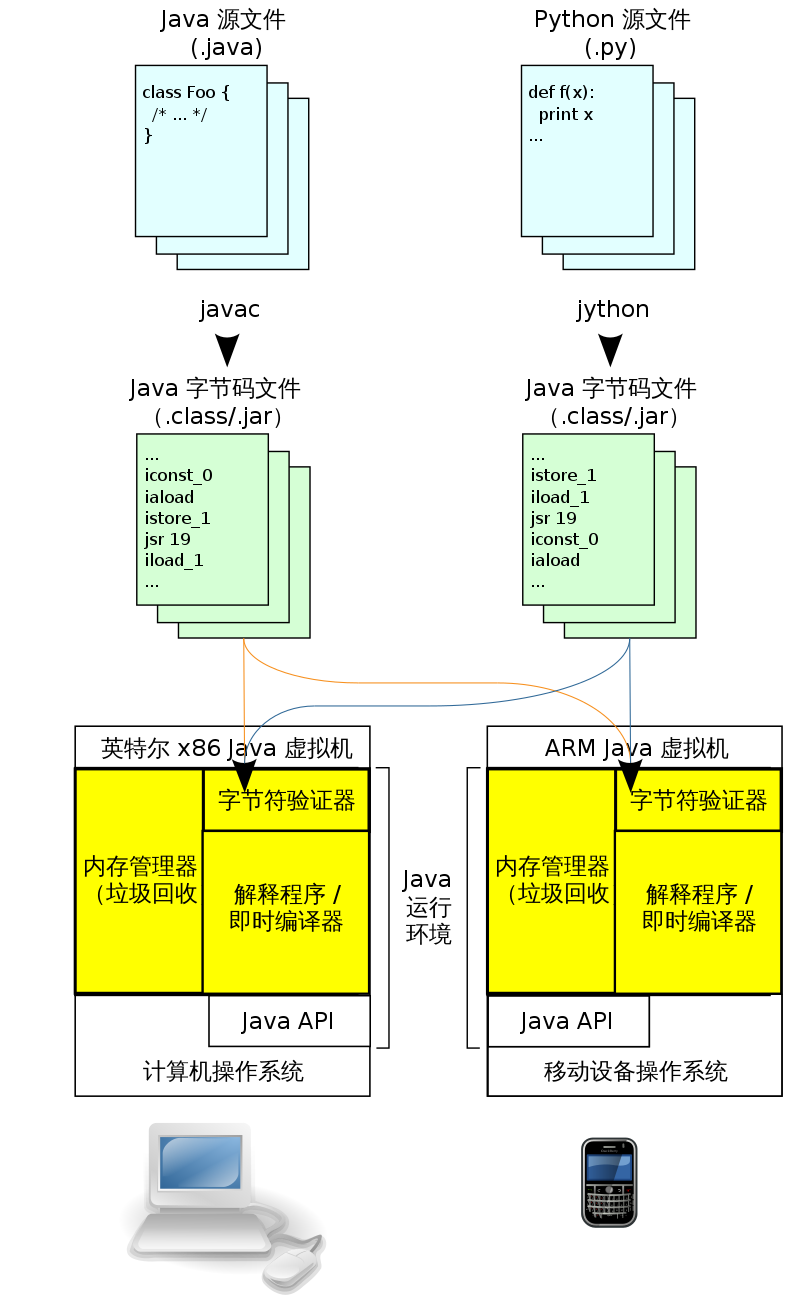 Java 源文件
(.java)
class Foo {
/* ... */
}
Python 源文件
(.py)
def f(x):
print x
...
javac
jython
Java 字节码文件
（.class/.jar）
...
iconst_0
iaload
istore_1
jsr 19
iload_1
...
Java 字节码文件
（.class/.jar）
...
istore_1
iload_1
jsr 19
iconst_0
iaload
...
英特尔 x86 Java 虚拟机
字节符验证器
内存管理器
（垃圾回收
解释程序 /
即时编译器
Java API
计算机操作系统
Java
运行
环境
ARM Java 虚拟机
字节符验证器
内存管理器
（垃圾回收
解释程序 /
即时编译器
Java API
移动设备操作系统